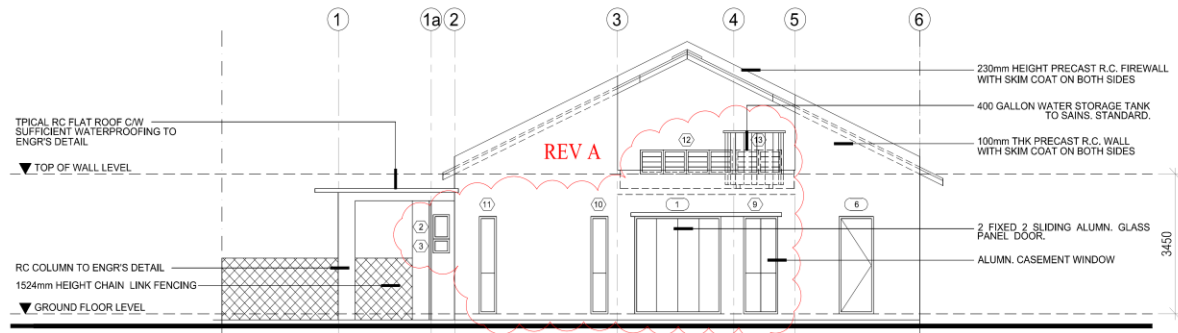 1
1a
2
3
4
5
6
230mm HEIGHT PRECAST R.C. FIREWALL
WITH SKIM COAT ON BOTH SIDES
400 GALLON WATER STORAGE TANK
TO SAINS. STANDARD.
TPICAL RC FLAT ROOF C/W
SUFFICIENT WATERPROOFING TO
ENGR'S DETAIL
REV A
12
13
100mm THK PRECAST R.C. WALL
WITH SKIM COAT ON BOTH SIDES
TOP OF WALL LEVEL
11
10
1
9
6
2
3
2 FIXED 2 SLIDING ALUMN. GLASS
PANEL DOOR.
3450
RC COLUMN TO ENGR'S DETAIL
ALUMN. CASEMENT WINDOW
1524mm HEIGHT CHAIN LINK FENCING
GROUND FLOOR LEVEL